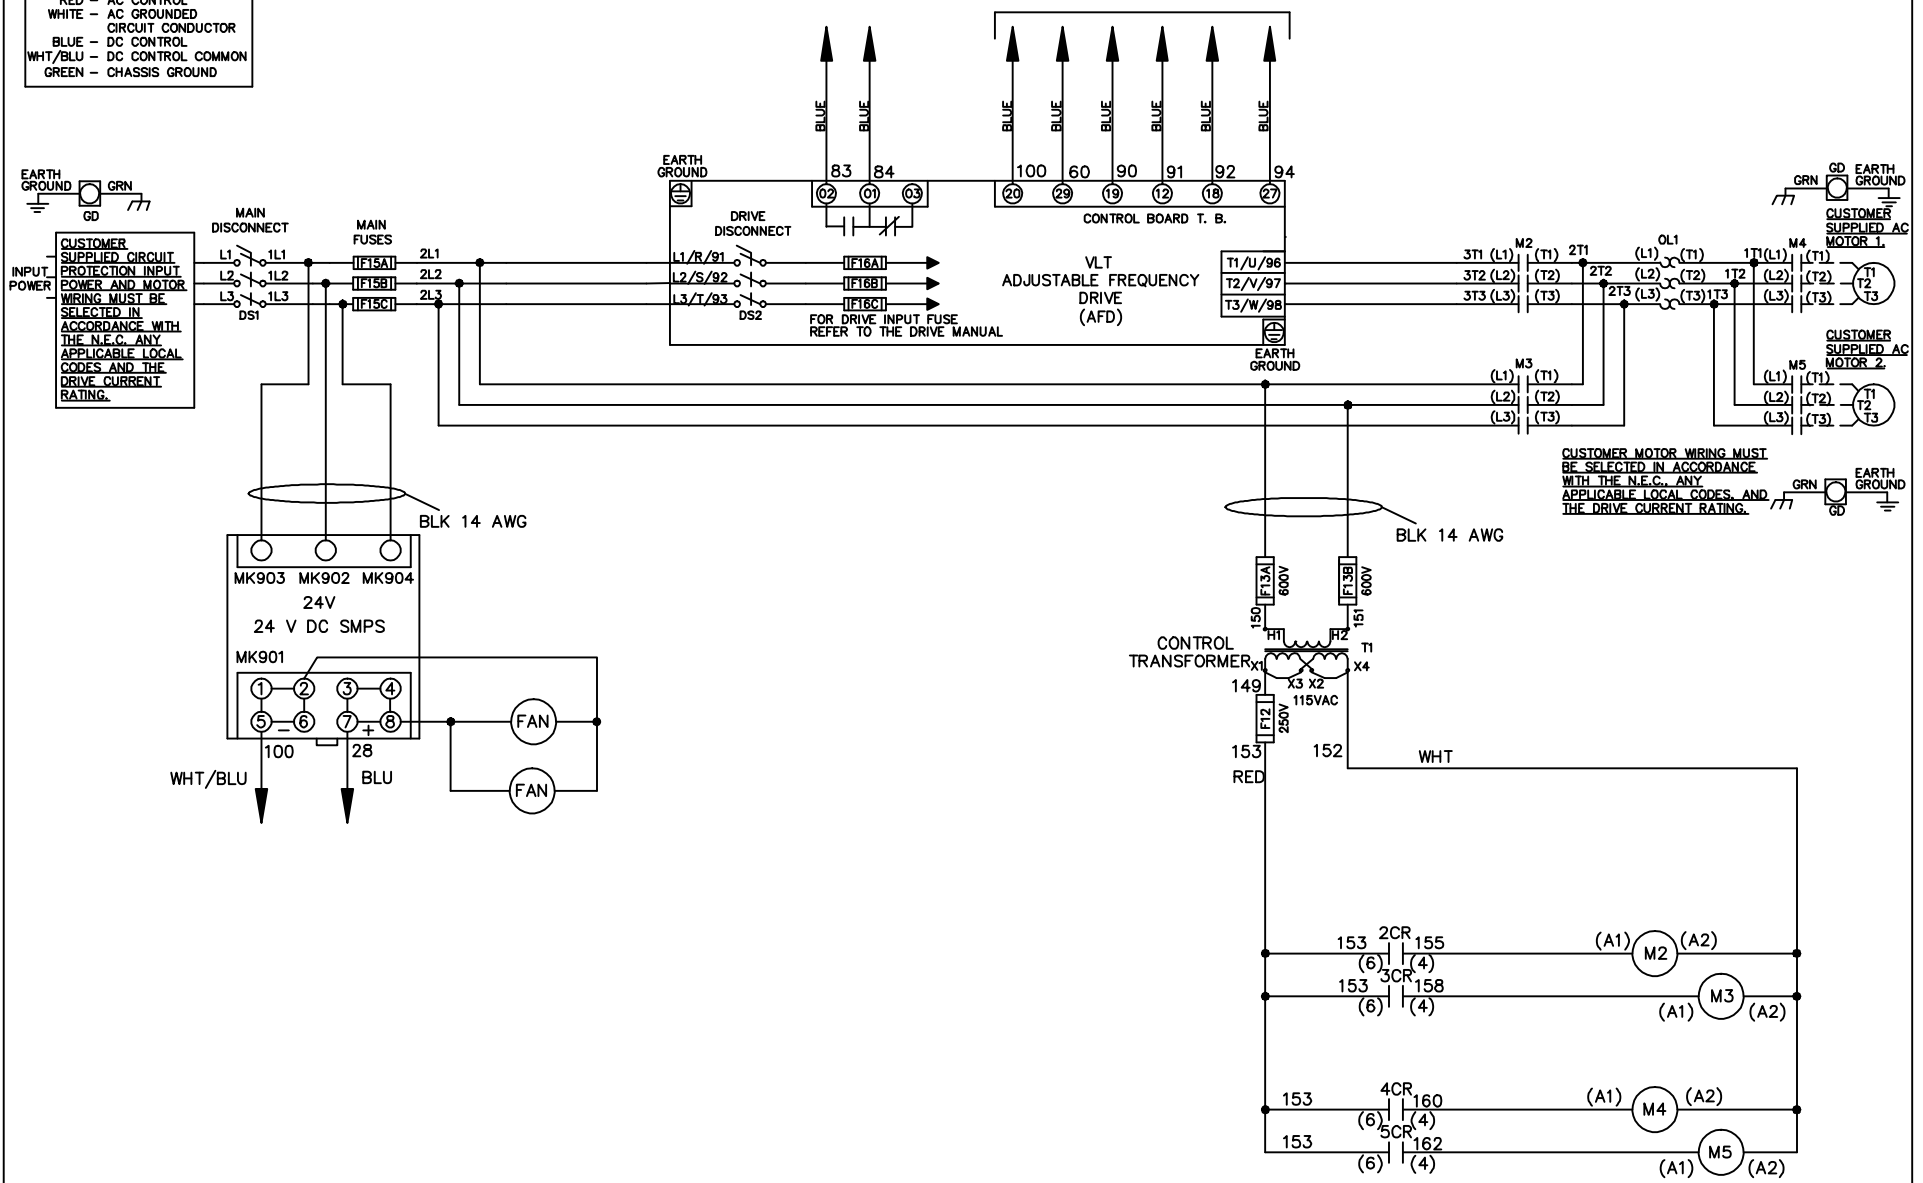 RED – AC CONTROL
WHITE – AC GROUNDED
CIRCUIT CONDUCTOR
BLUE – DC CONTROL
WHT/BLU – DC CONTROL COMMON
GREEN – CHASSIS GROUND
BLUE
BLUE
BLUE
BLUE
BLUE
BLUE
BLUE
BLUE
EARTH
GROUND
GRN
GD
EARTH
GROUND
83
84
100
60
90
91
92
94
02
01
03
20
29
19
12
18
27
CONTROL BOARD T. B.
GRN
GD
EARTH
GROUND
CUSTOMER
SUPPLIED AC
MOTOR 1.
MAIN
DISCONNECT
MAIN
FUSES
DRIVE
DISCONNECT
INPUT
POWER
CUSTOMER
SUPPLIED CIRCUIT
PROTECTION INPUT
POWER AND MOTOR
WIRING MUST BE
SELECTED IN
ACCORDANCE WITH
THE N.E.C. ANY
APPLICABLE LOCAL
CODES AND THE
DRIVE CURRENT
RATING.
L1
1L1
F15A
2L1
L2
1L2
F15B
2L2
L3
1L3
F15C
2L3
DS1
L1/R/91
F16A
L2/S/92
F16B
L3/T/93
F16C
DS2
FOR DRIVE INPUT FUSE
REFER TO THE DRIVE MANUAL
VLT
ADJUSTABLE FREQUENCY
DRIVE
(AFD)
T1/U/96
T2/V/97
T3/W/98
EARTH
GROUND
M2
3T1 (L1) (T1) 2T1
3T2 (L2) (T2) 2T2
3T3 (L3) (T3) 2T3
OL1
(L1) (T1) 1T1
(L2) (T2) 1T2
(L3) (T3) 1T3
M4
(L1) (T1)
(L2) (T2)
(L3) (T3)
T1
T2
T3
M3
(L1) (T1)
(L2) (T2)
(L3) (T3)
CUSTOMER
SUPPLIED AC
MOTOR 2.
M5
(L1) (T1)
(L2) (T2)
(L3) (T3)
T1
T2
T3
CUSTOMER MOTOR WIRING MUST
BE SELECTED IN ACCORDANCE
WITH THE N.E.C., ANY
APPLICABLE LOCAL CODES, AND
THE DRIVE CURRENT RATING.
GRN
GD
EARTH
GROUND
BLK 14 AWG
BLK 14 AWG
MK903 MK902 MK904
24V
24 V DC SMPS
MK901
1
2
3
4
5
6
7
8
–
+
100
28
WHT/BLU
BLU
FAN
FAN
F13A
600V
F13B
600V
150
151
H1
H2
T1
CONTROL
TRANSFORMER
X1
X3 X2
X4
115VAC
149
F12
250V
153
RED
152
WHT
2CR
153
155
(6)
(4)
(A1)
M2
(A2)
3CR
153
158
(6)
(4)
(A1)
M3
(A2)
4CR
153
160
(6)
(4)
(A1)
M4
(A2)
5CR
153
162
(6)
(4)
(A1)
M5
(A2)